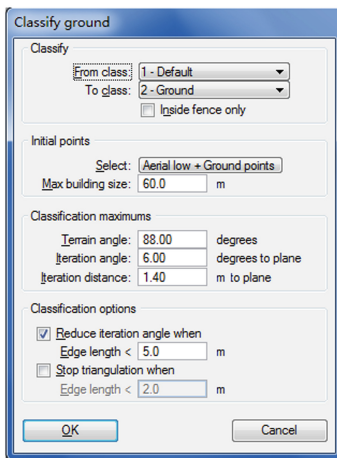 Classify ground
Classify
From class: 1 - Default
To class: 2 - Ground
Inside fence only
Initial points
Select: Aerial low + Ground points
Max building size: 60.0 m
Classification maximums
Terrain angle: 88.00 degrees
Iteration angle: 6.00 degrees to plane
Iteration distance: 1.40 m to plane
Classification options
Reduce iteration angle when
Edge length < 5.0 m
Stop triangulation when
Edge length < 2.0 m
OK Cancel